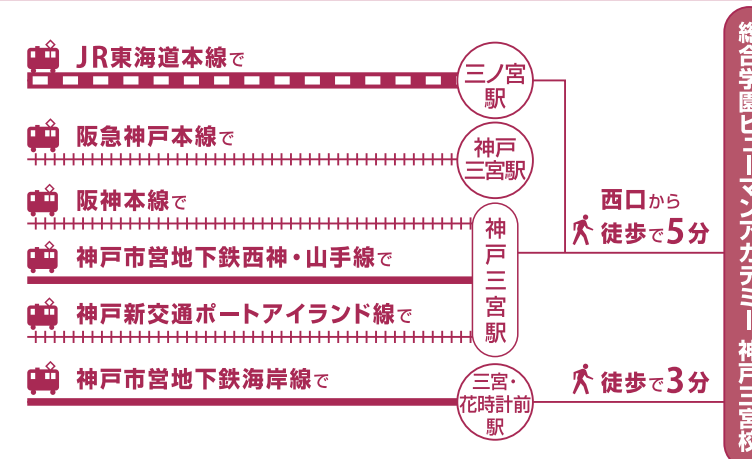 JR東海道本線で
三ノ宮
駅
阪急神戸本線で
神戸
三宮駅
阪神本線で
神戸市営地下鉄西神・山手線で
神戸新交通ポートアイランド線で
神戸三宮駅
西口から
徒歩で5分
神戸市営地下鉄海岸線で
三宮・
花時計前
駅
徒歩で3分
総合学園ヒューマンアカデミー 神戸三宮校